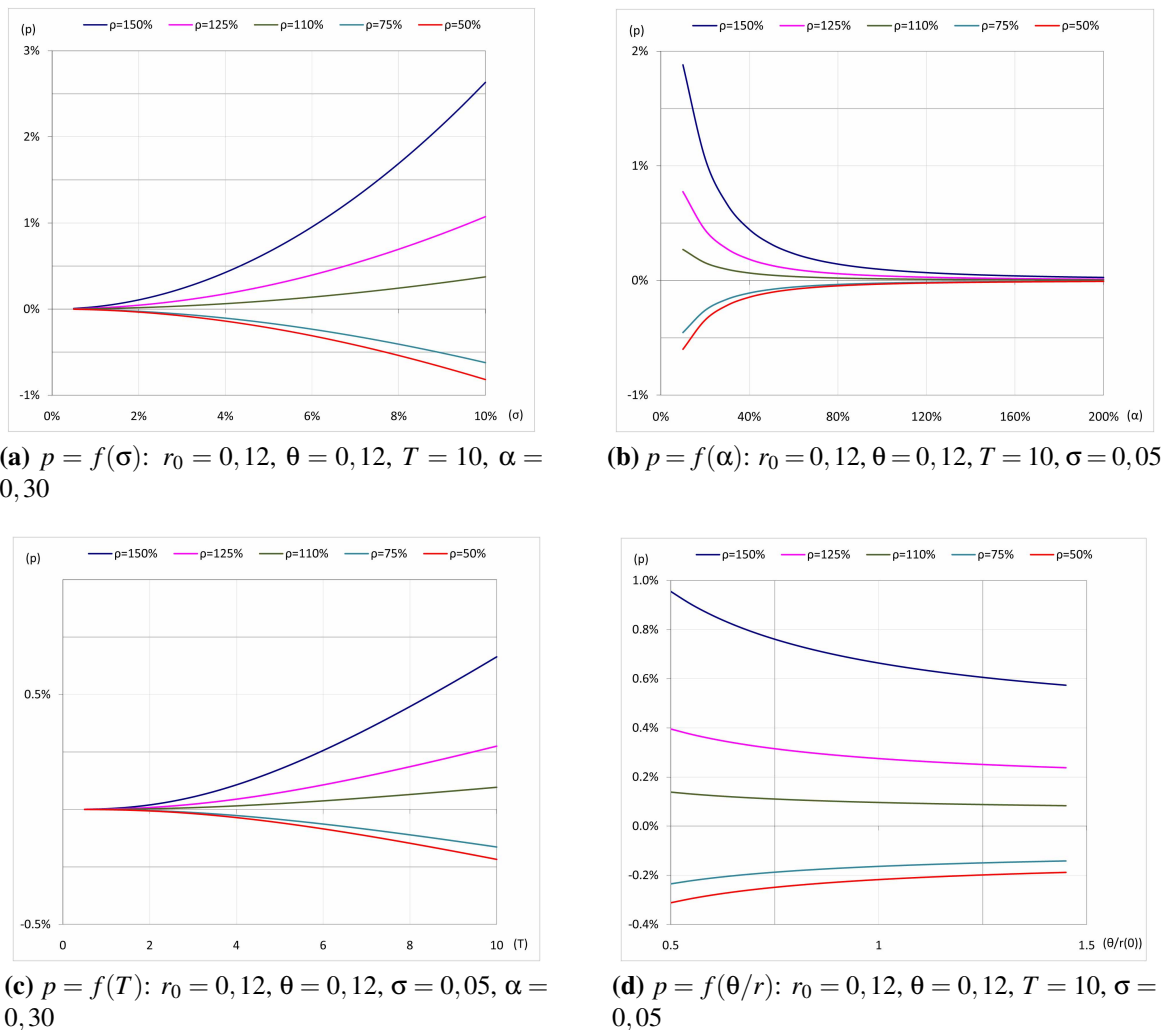 ρ=150% ρ=125% ρ=110% ρ=75% ρ=50%
(p)
3%
2%
1%
0%
-1%
0% 2% 4% 6% 8% 10% (σ)
(a) p = f(σ): r0 = 0,12, θ = 0,12, T = 10, α =
0,30
ρ=150% ρ=125% ρ=110% ρ=75% ρ=50%
(p)
2%
1%
0%
-1%
0% 40% 80% 120% 160% 200% (α)
(b) p = f(α): r0 = 0,12, θ = 0,12, T = 10, σ = 0,05
ρ=150% ρ=125% ρ=110% ρ=75% ρ=50%
(p)
0.5%
-0.5%
0 2 4 6 8 10 (T)
(c) p = f(T): r0 = 0,12, θ = 0,12, σ = 0,05, α =
0,30
ρ=150% ρ=125% ρ=110% ρ=75% ρ=50%
(p)
1.0%
0.8%
0.6%
0.4%
0.2%
0.0%
-0.2%
-0.4%
0.5 1 1.5 (θ/r(0))
(d) p = f(θ/r): r0 = 0,12, θ = 0,12, T = 10, σ =
0,05